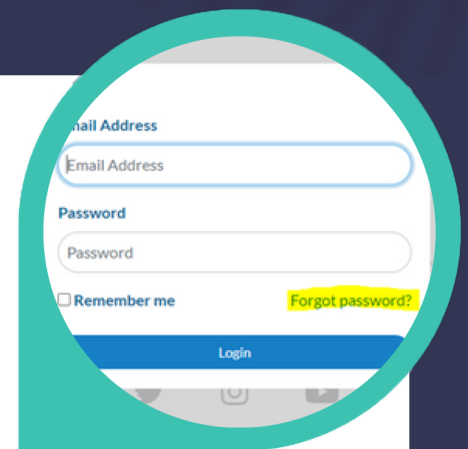 mail Address
Email Address
Password
Password
Remember me Forgot password?
Login